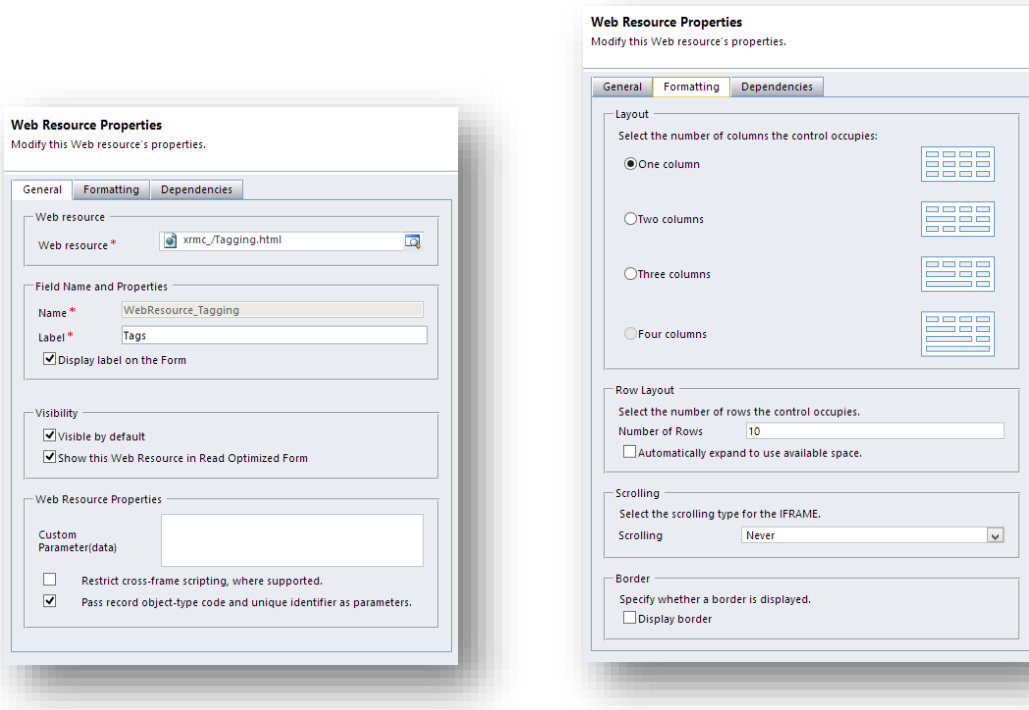 Web Resource Properties
Modify this Web resource's properties.
General Formatting Dependencies
Web resource
Web resource * xrmc_/Tagging.html
Field Name and Properties
Name * WebResource_Tagging
Label * Tags
Display label on the Form
Visibility
Visible by default
Show this Web Resource in Read Optimized Form
Web Resource Properties
Custom
Parameter(data)
Restrict cross-frame scripting, where supported.
Pass record object-type code and unique identifier as parameters.
Web Resource Properties
Modify this Web resource's properties.
General Formatting Dependencies
Layout
Select the number of columns the control occupies:
One column
Two columns
Three columns
Four columns
Row Layout
Select the number of rows the control occupies.
Number of Rows 10
Automatically expand to use available space.
Scrolling
Select the scrolling type for the IFRAME.
Scrolling Never
Border
Specify whether a border is displayed.
Display border